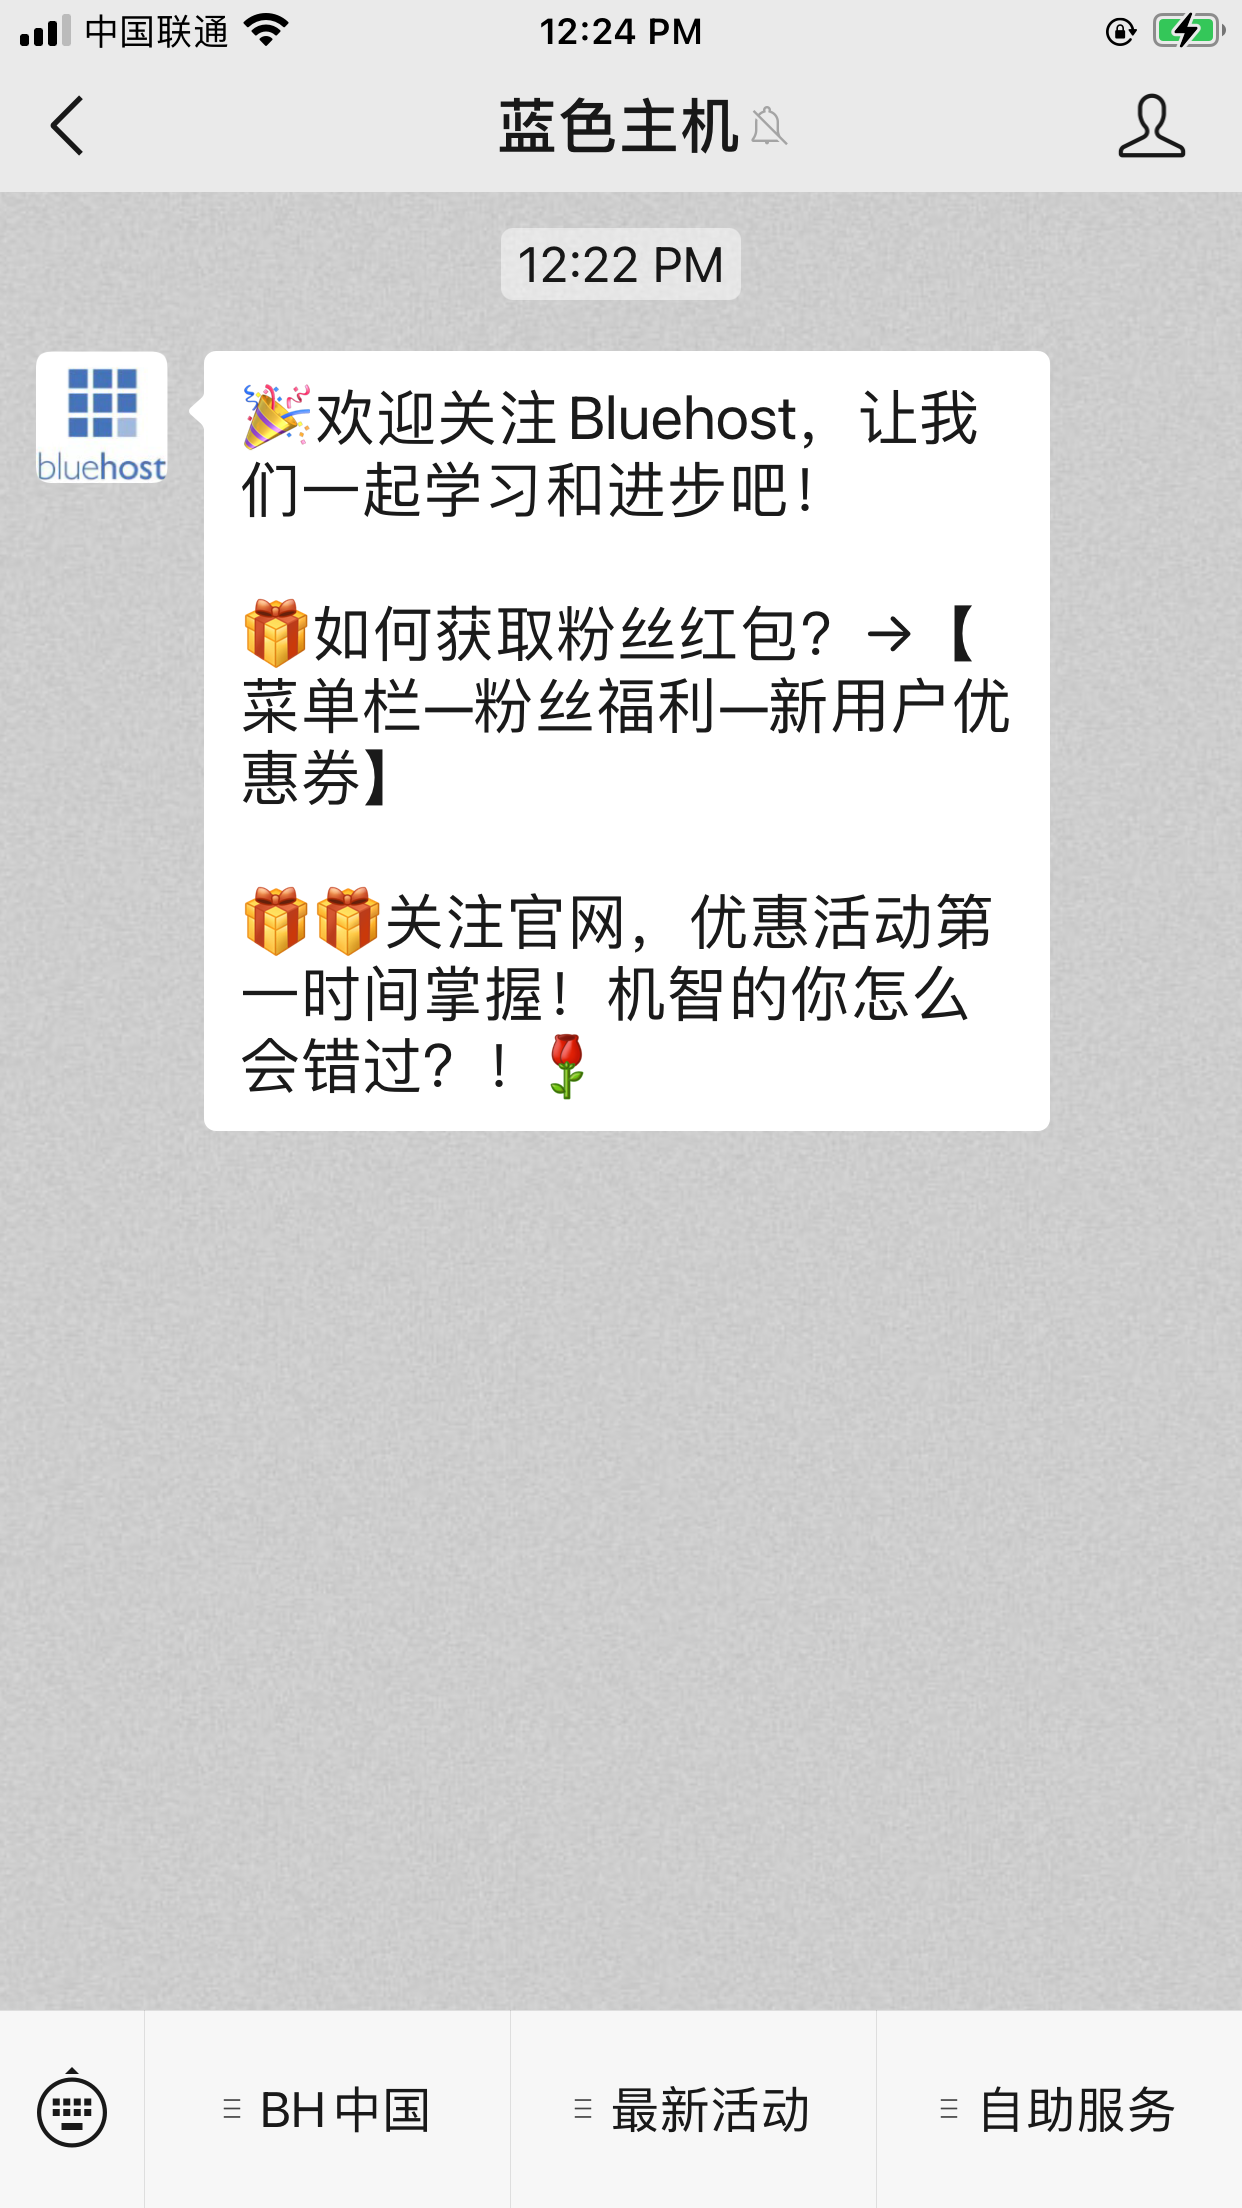 中国联通
12:24 PM
蓝色主机
12:22 PM
bluehost
🎉欢迎关注Bluehost，让我
们一起学习和进步吧！
🎁如何获取粉丝红包？→【
菜单栏—粉丝福利—新用户优
惠券】
🎁🎁关注官网，优惠活动第
一时间掌握！机智的你怎么
会错过？！🌹
BH中国
最新活动
自助服务